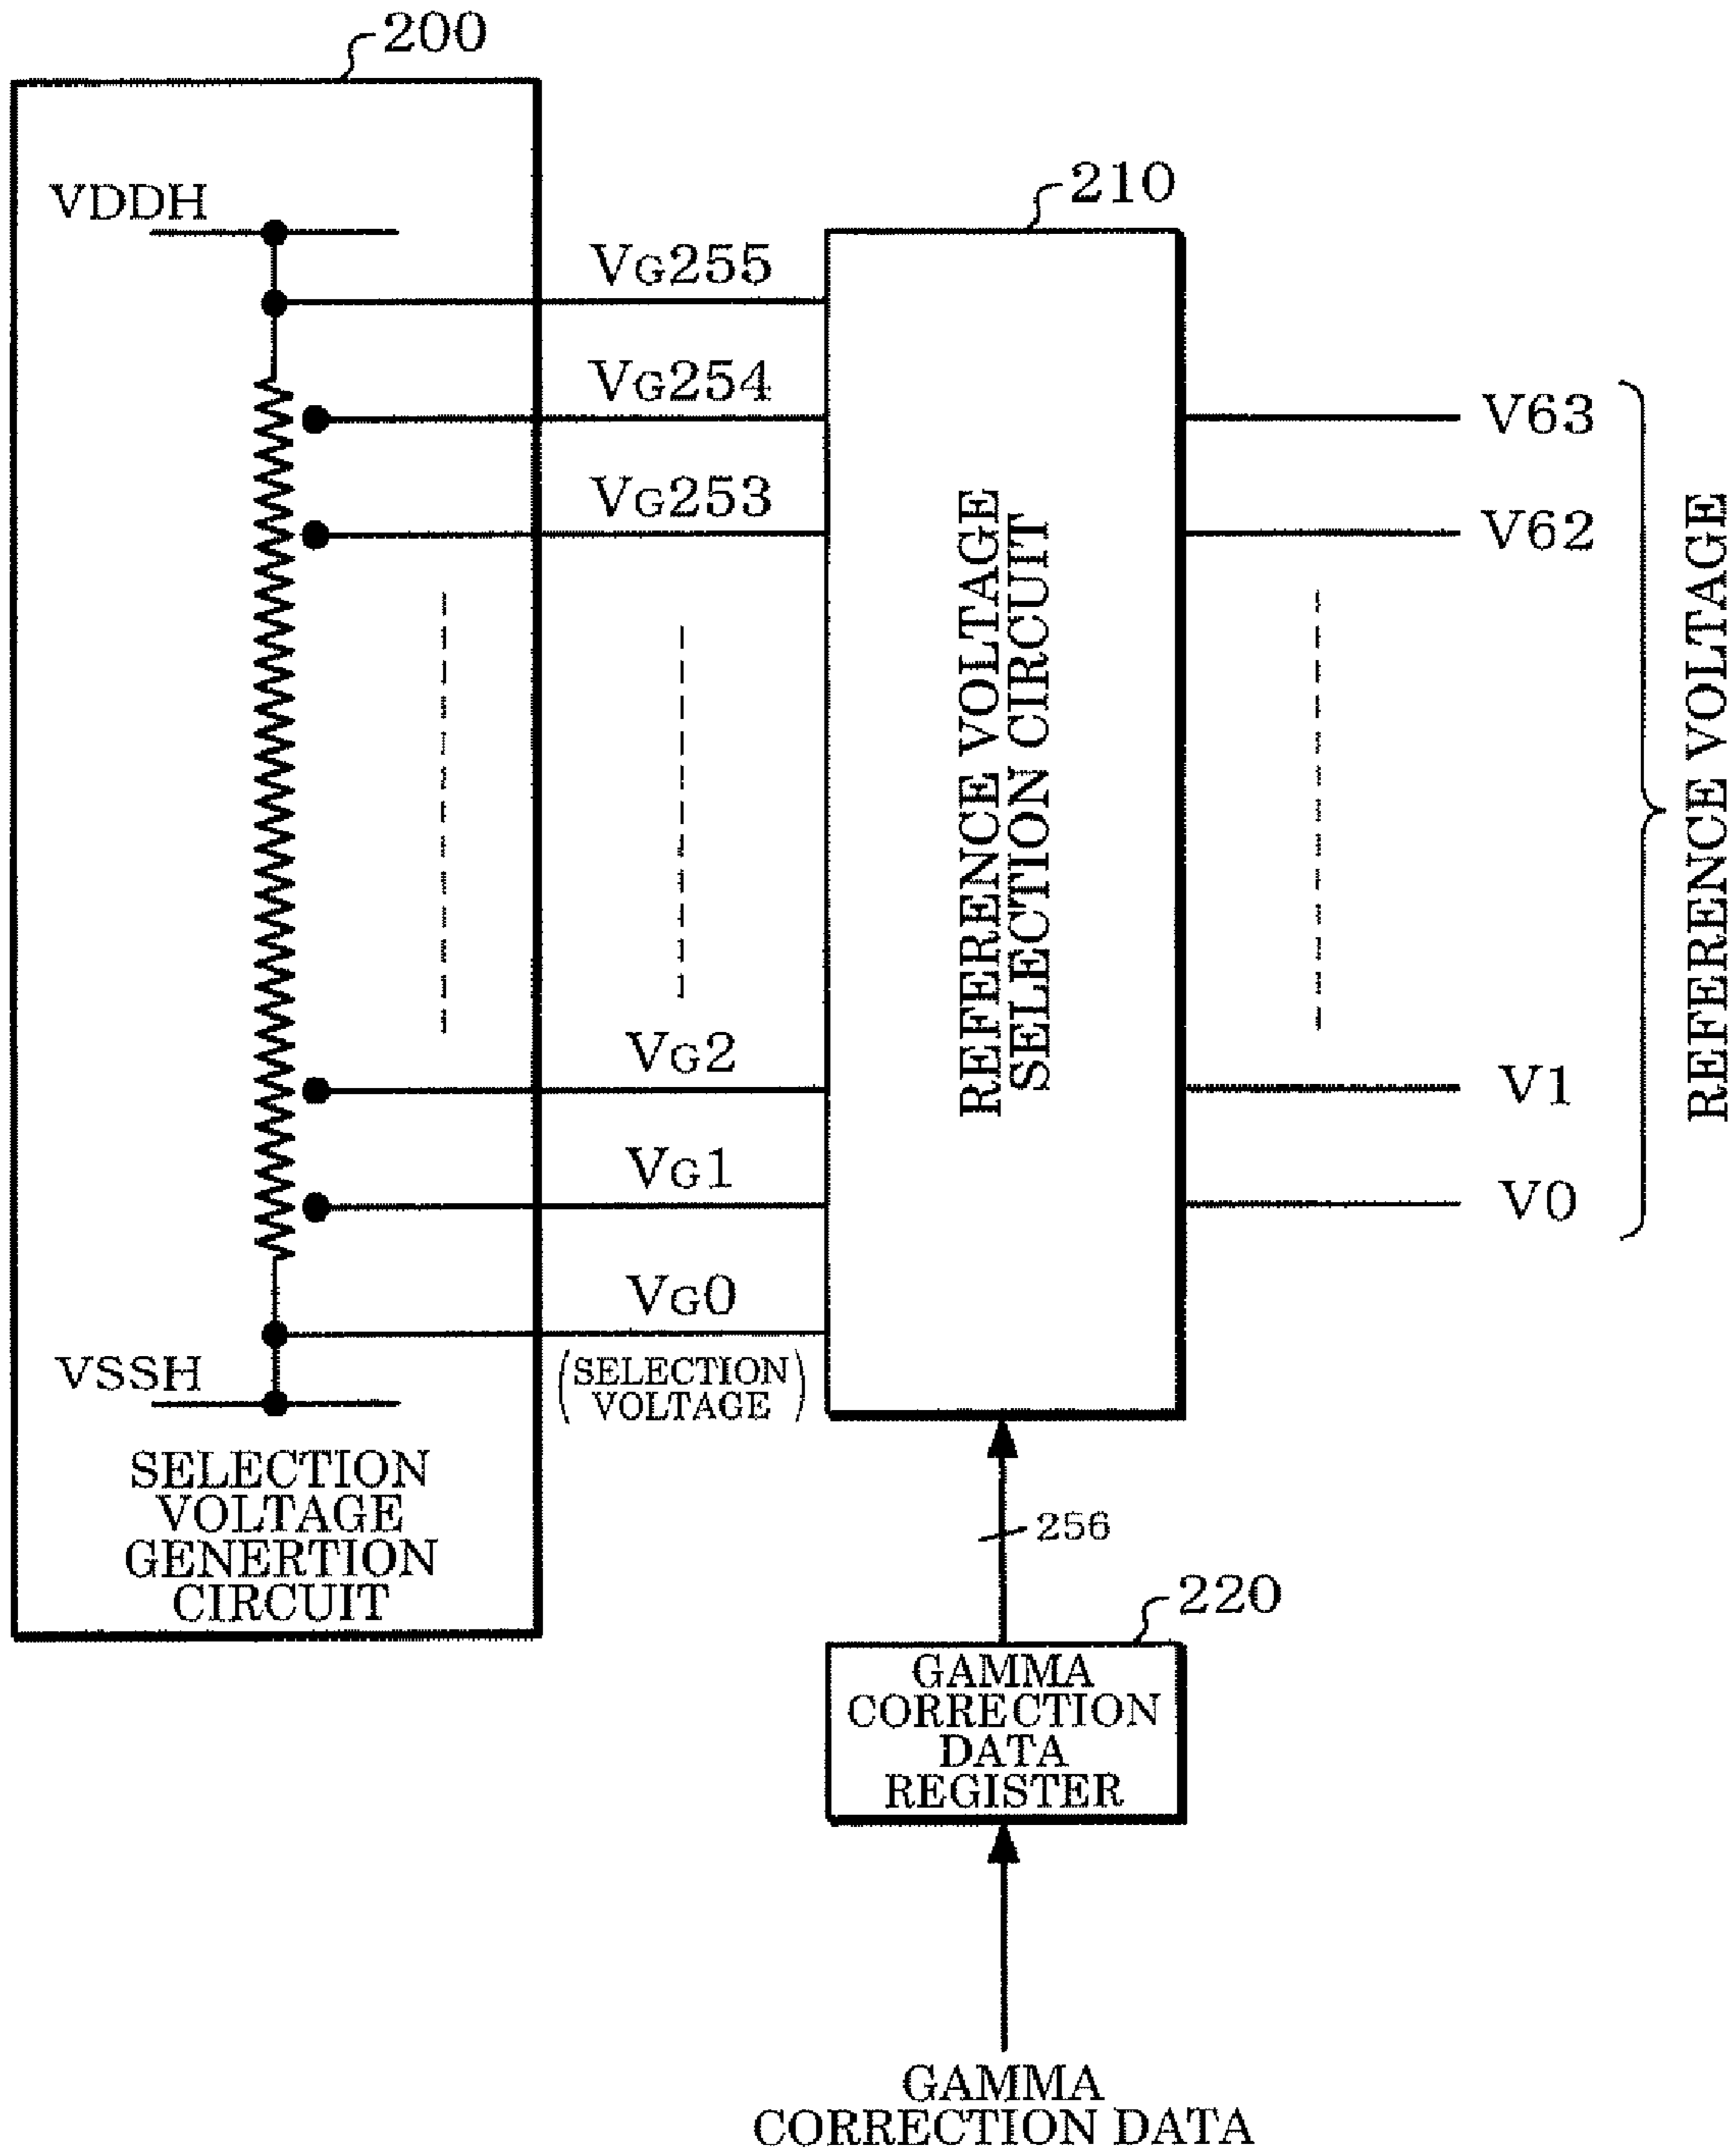 200
VDDH
210
VG255
VG254
VG253
VG2
VG1
VG0
(SELECTION
VOLTAGE)
VSSH
SELECTION
VOLTAGE
GENERTION
CIRCUIT
REFERENCE VOLTAGE
SELECTION CIRCUIT
V63
V62
V1
V0
REFERENCE VOLTAGE
256
220
GAMMA
CORRECTION
DATA
REGISTER
GAMMA
CORRECTION DATA